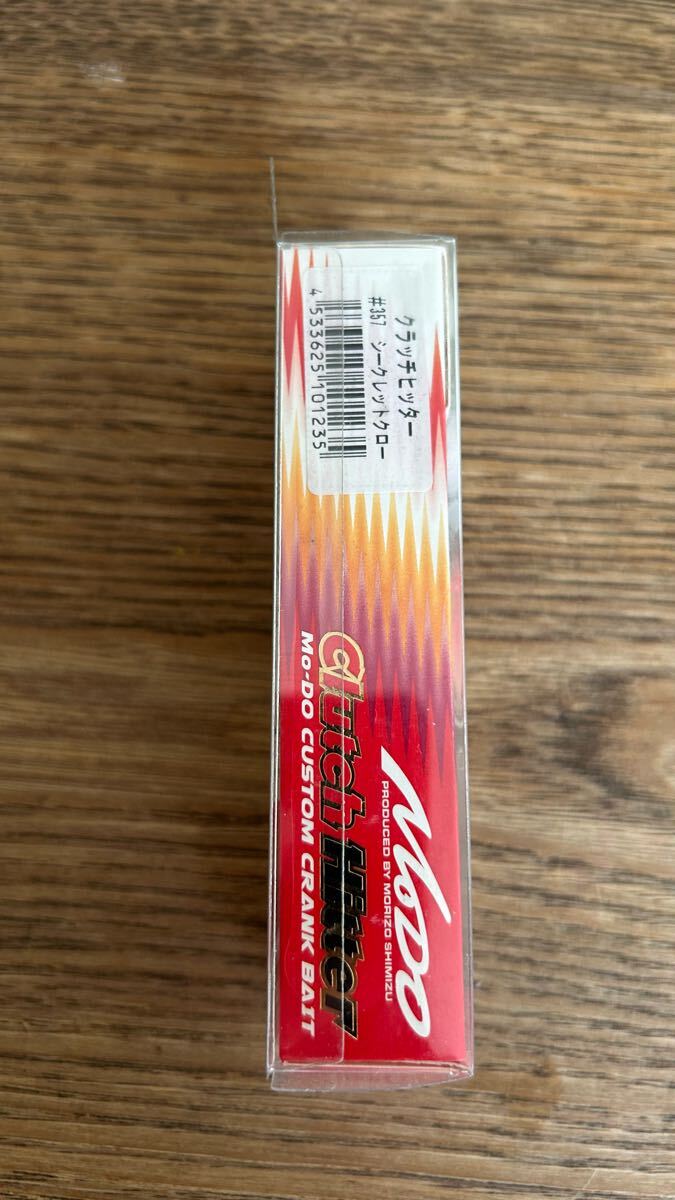 クラッチヒッター
#357 シークレットクロー
4 533625 101235
MoDo
PRODUCED BY MORIZO SHIMIZU
Clutch Hitter
Mo-DO CUSTOM CRANK BAIT